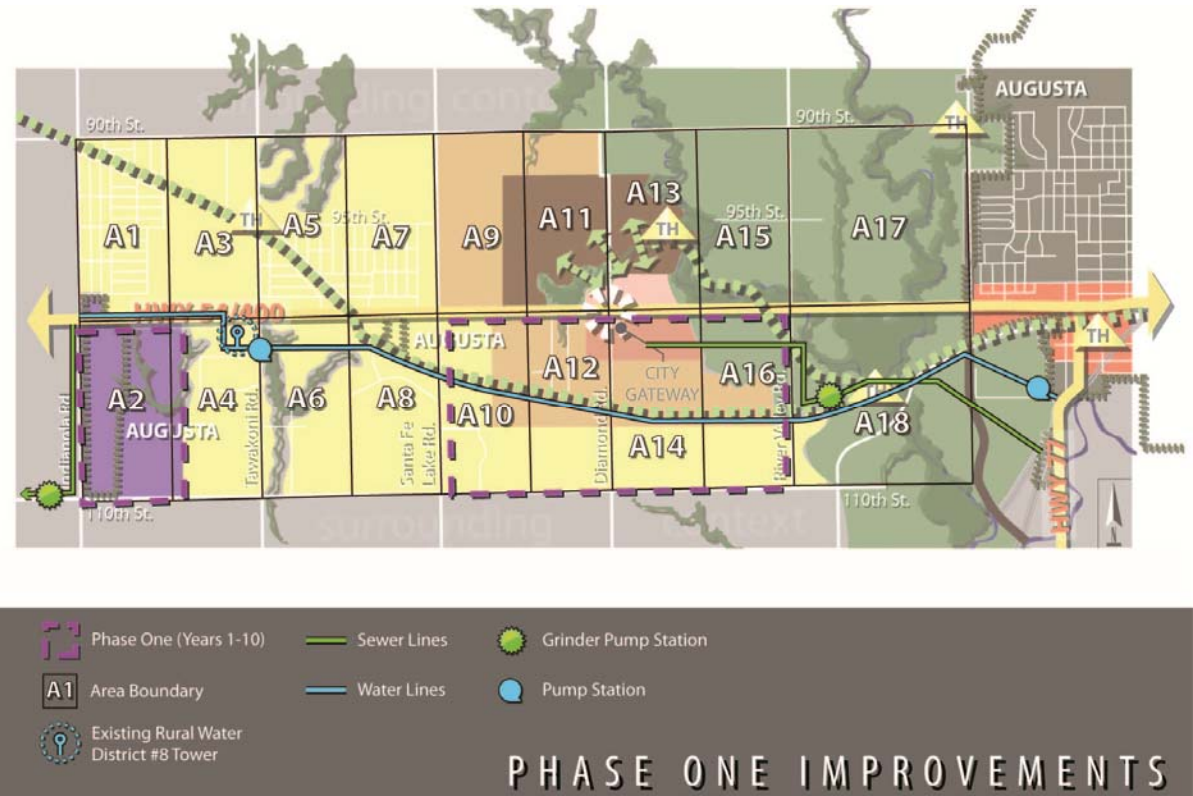 surrounding context
AUGUSTA
90th St.
90th St.
TH
A1
A3
TH
A5
95th St.
A7
A9
A11
A13
TH
95th St.
A15
A17
HWY 54/400
AUGUSTA
TH
Indianola Rd.
A2
AUGUSTA
A4
Tawakoni Rd.
A6
A8
Santa Fe
Lake Rd.
A10
A12
Diamond Rd.
CITY
GATEWAY
A14
A16
River Valley Rd.
A18
HWY 77
110th St.
110th St.
surrounding context
Phase One (Years 1-10)
Sewer Lines
Grinder Pump Station
A1
Area Boundary
Water Lines
Pump Station
Existing Rural Water
District #8 Tower
PHASE ONE IMPROVEMENTS